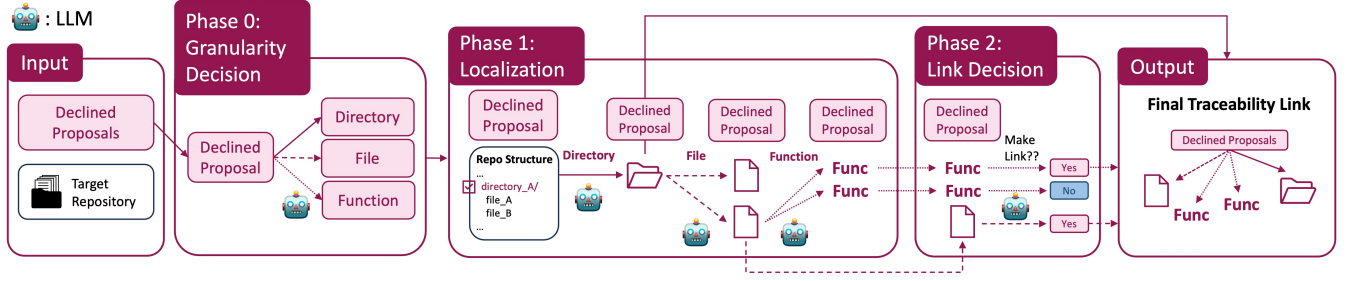 : LLM
Input
Declined
Proposals
Target
Repository
Phase 0:
Granularity
Decision
Declined
Proposal
Directory
File
Function
Phase 1:
Localization
Declined
Proposal
Repo Structure
...
directory_A/
file_A
file_B
...
Directory
Declined
Proposal
File
Declined
Proposal
Function
Declined
Proposal
Func
Func
Phase 2:
Link Decision
Declined
Proposal
Make
Link??
Func
Yes
Func
No
Yes
Output
Final Traceability Link
Declined Proposals
Func
Func